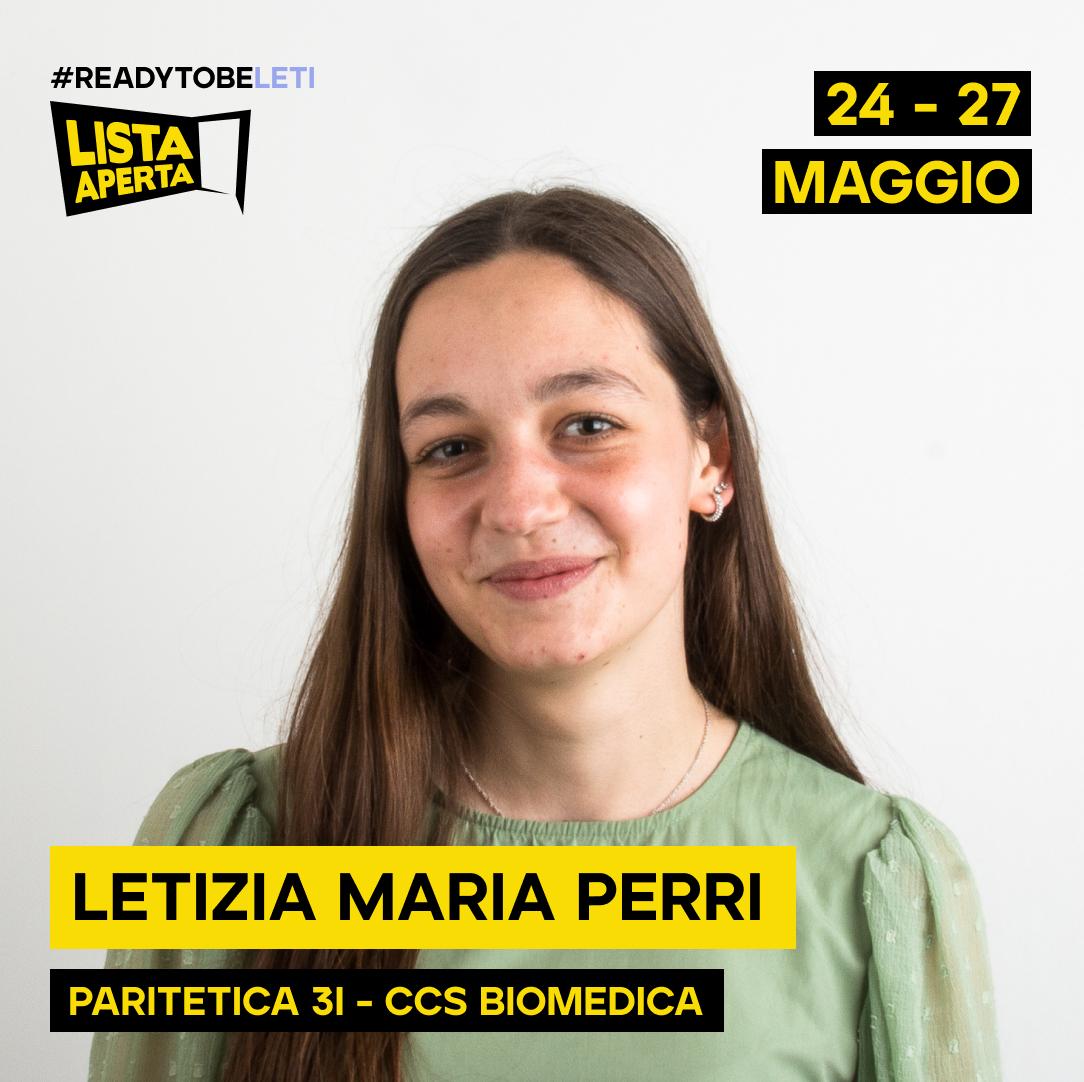 #READYTOBELETI
LISTA
APERTA
24 - 27
MAGGIO
LETIZIA MARIA PERRI
PARITETICA 3I - CCS BIOMEDICA